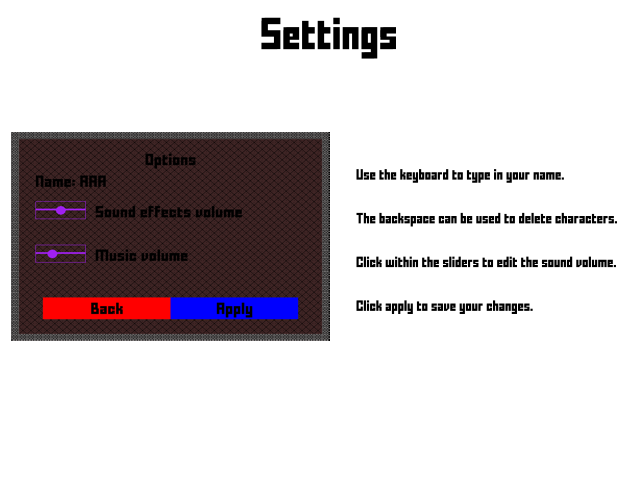 Settings
Options
Name: AAA
Sound effects volume
Music volume
Back
Apply
Use the keyboard to type in your name.
The backspace can be used to delete characters.
Click within the sliders to edit the sound volume.
Click apply to save your changes.